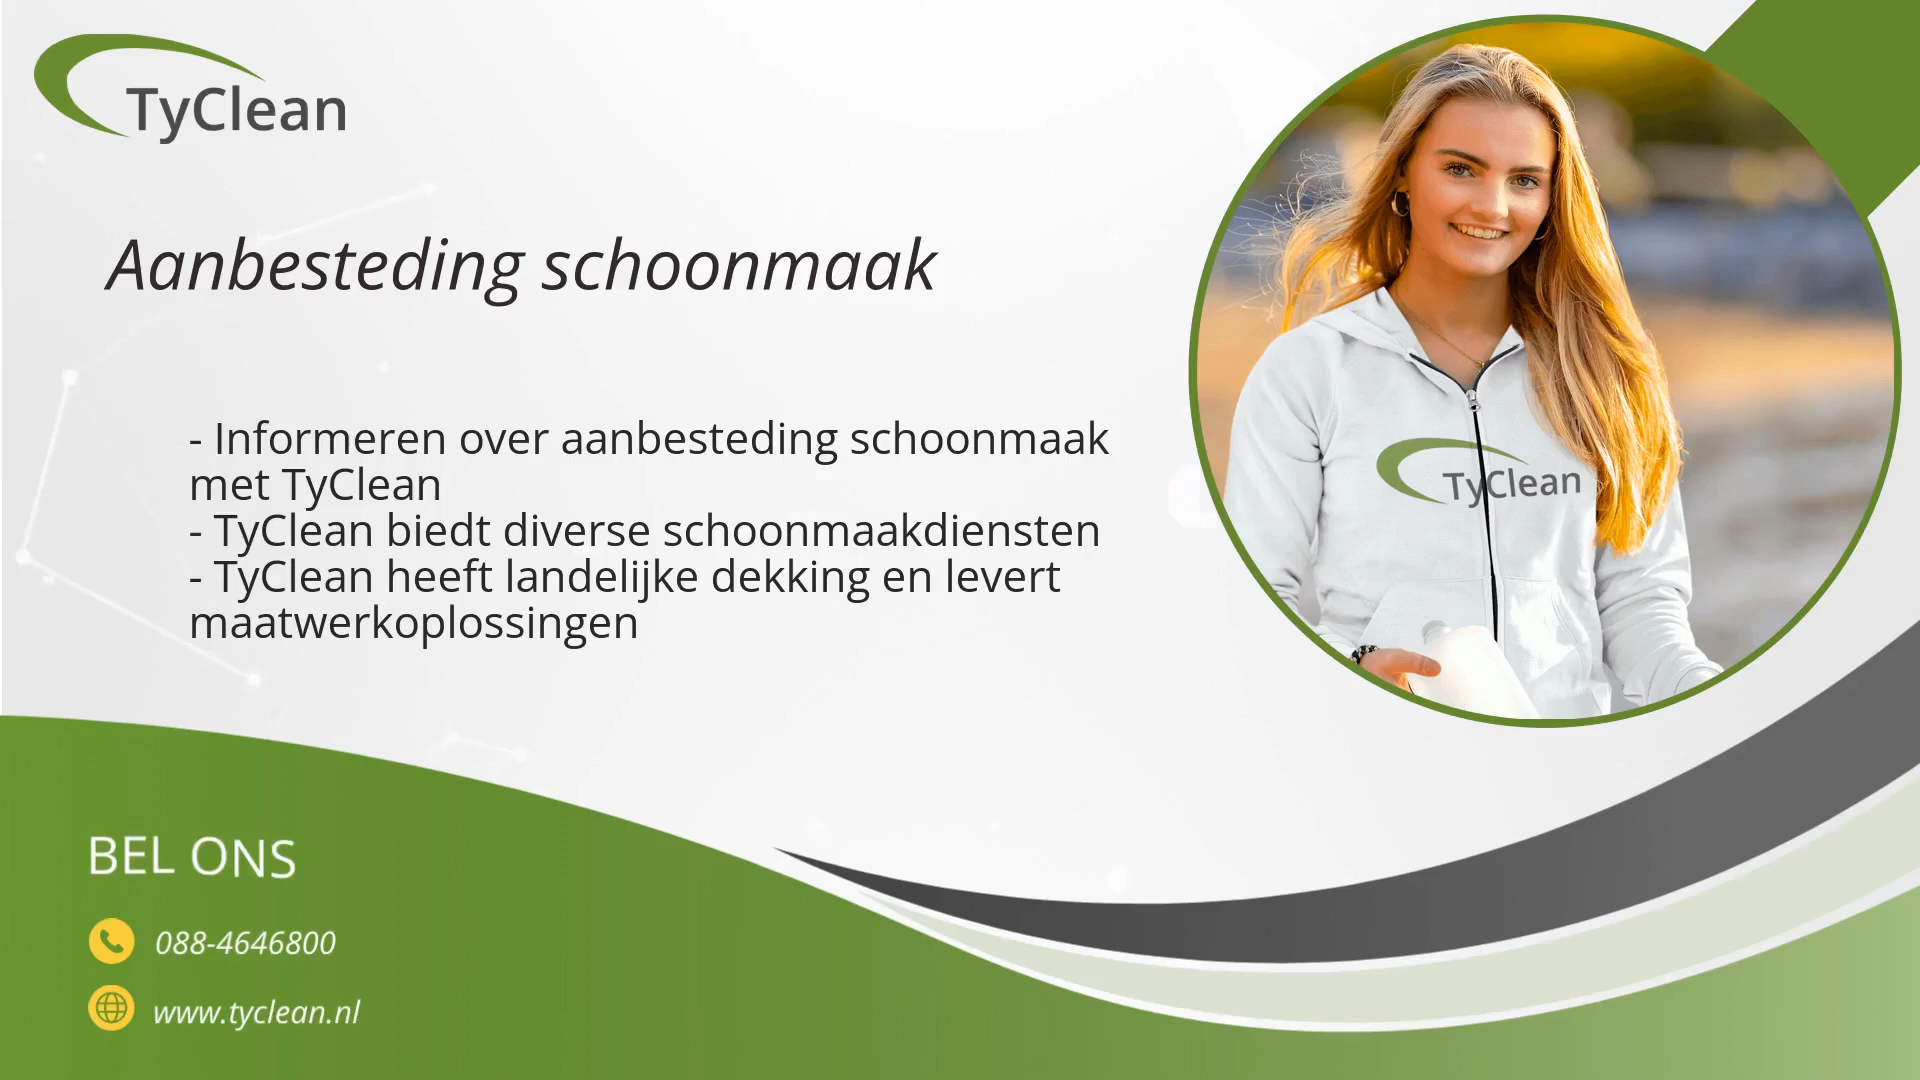 TyClean
Aanbesteding schoonmaak
- Informeren over aanbesteding schoonmaak
met TyClean
- TyClean biedt diverse schoonmaakdiensten
- TyClean heeft landelijke dekking en levert
maatwerkoplossingen
TyClean
BEL ONS
088-4646800
www.tyclean.nl